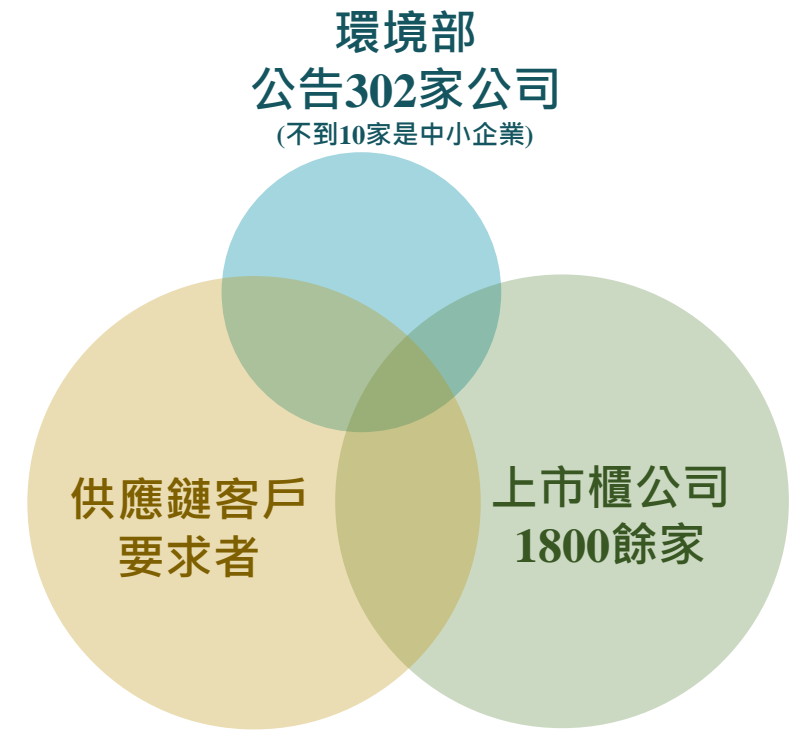 環境部
公告302家公司
(不到10家是中小企業)
供應鏈客戶
要求者
上市櫃公司
1800餘家